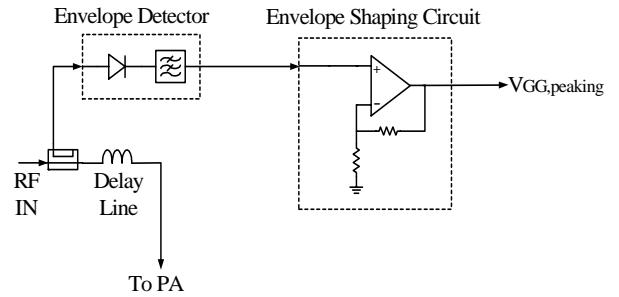 Envelope Detector
Envelope Shaping Circuit
+
−
VGG,peaking
RF
IN
Delay
Line
To PA